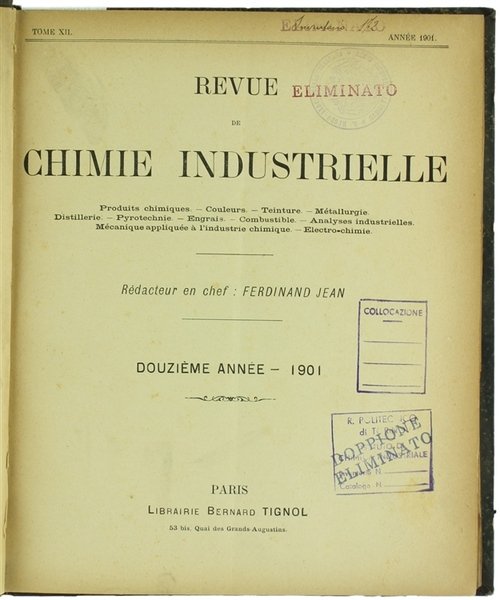 TOME XII.
ANNÉE 1901.
REVUE
ELIMINATO
DE
CHIMIE INDUSTRIELLE
Produits chimiques. — Couleurs. — Teinture. — Métallurgie.
Distillerie. — Pyrotechnie. — Engrais. — Combustible. — Analyses industrielles.
Mécanique appliquée à l'industrie chimique. — Electro-chimie.
Rédacteur en chef : FERDINAND JEAN
COLLOCAZIONE
DOUZIÈME ANNÉE — 1901
R. POLITECNICO
DOPPIONE
ELIMINATO
N.
Catalogo N.
PARIS
LIBRAIRIE BERNARD TIGNOL
53 bis, Quai des Grands-Augustins.